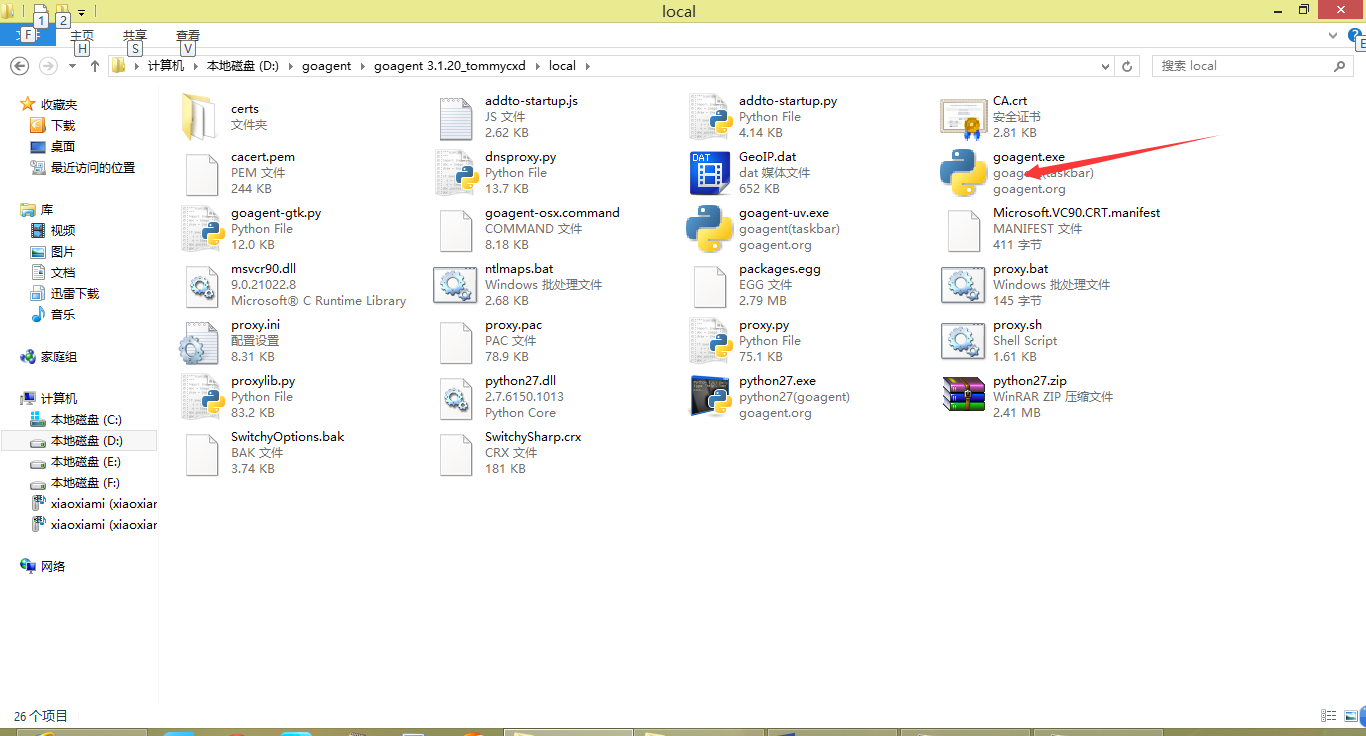 local
1
2
F
主页
共享
查看
H
S
V
E
计算机
本地磁盘 (D:)
goagent
goagent 3.1.20_tommycxd
local
搜索 local
收藏夹
下载
桌面
最近访问的位置
库
视频
图片
文档
迅雷下载
音乐
家庭组
计算机
本地磁盘 (C:)
本地磁盘 (D:)
本地磁盘 (E:)
本地磁盘 (F:)
xiaoxiami (xiaoxiar
xiaoxiami (xiaoxiar
网络
certs
文件夹
addto-startup.js
JS 文件
2.62 KB
addto-startup.py
Python File
4.14 KB
CA.crt
安全证书
2.81 KB
cacert.pem
PEM 文件
244 KB
dnsproxy.py
Python File
13.7 KB
DAT
GeoIP.dat
dat 媒体文件
652 KB
goagent.exe
goagent(taskbar)
goagent.org
goagent-gtk.py
Python File
12.0 KB
goagent-osx.command
COMMAND 文件
8.18 KB
goagent-uv.exe
goagent(taskbar)
goagent.org
Microsoft.VC90.CRT.manifest
MANIFEST 文件
411 字节
msvcr90.dll
9.0.21022.8
Microsoft® C Runtime Library
ntlmaps.bat
Windows 批处理文件
2.68 KB
packages.egg
EGG 文件
2.79 MB
proxy.bat
Windows 批处理文件
145 字节
proxy.ini
配置设置
8.31 KB
proxy.pac
PAC 文件
78.9 KB
proxy.py
Python File
75.1 KB
proxy.sh
Shell Script
1.61 KB
proxylib.py
Python File
83.2 KB
python27.dll
2.7.6150.1013
Python Core
python27.exe
python27(goagent)
goagent.org
python27.zip
WinRAR ZIP 压缩文件
2.41 MB
SwitchyOptions.bak
BAK 文件
3.74 KB
SwitchySharp.crx
CRX 文件
181 KB
26 个项目